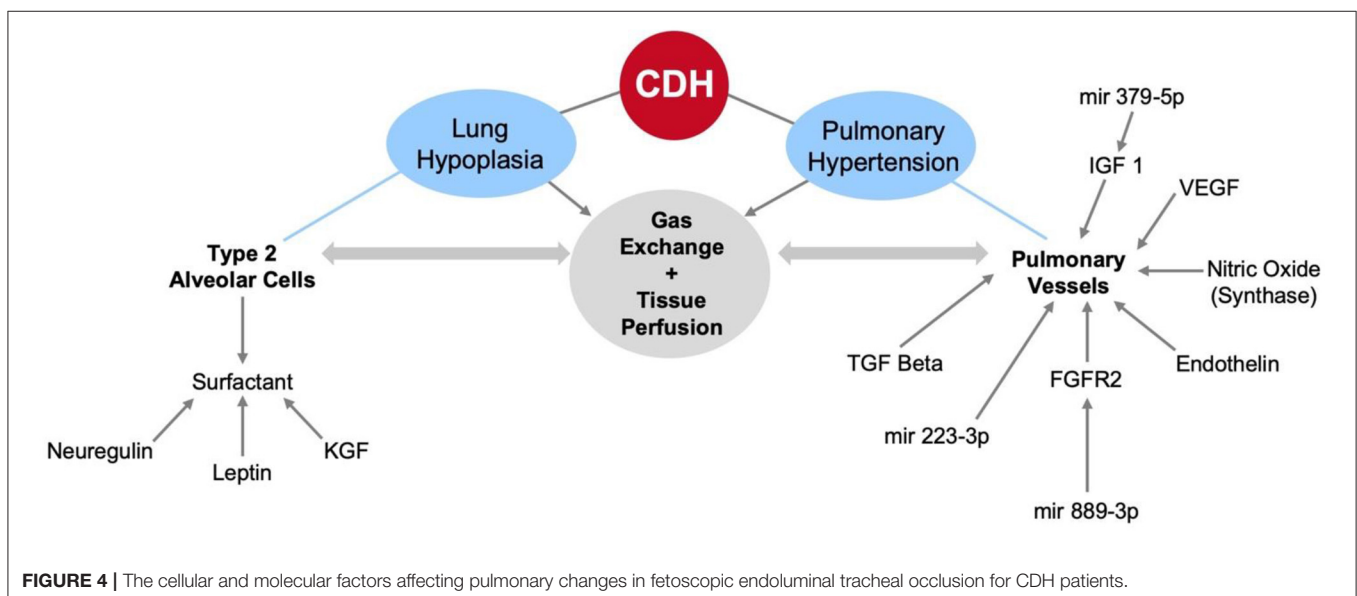 CDH
Lung
Hypoplasia
Pulmonary
Hypertension
mir 379-5p
IGF 1
VEGF
Gas
Exchange
+
Tissue
Perfusion
Type 2
Alveolar Cells
Pulmonary
Vessels
Nitric Oxide
(Synthase)
TGF Beta
FGFR2
Endothelin
Surfactant
mir 223-3p
Neuregulin
Leptin
KGF
mir 889-3p
FIGURE 4 | The cellular and molecular factors affecting pulmonary changes in fetoscopic endoluminal tracheal occlusion for CDH patients.